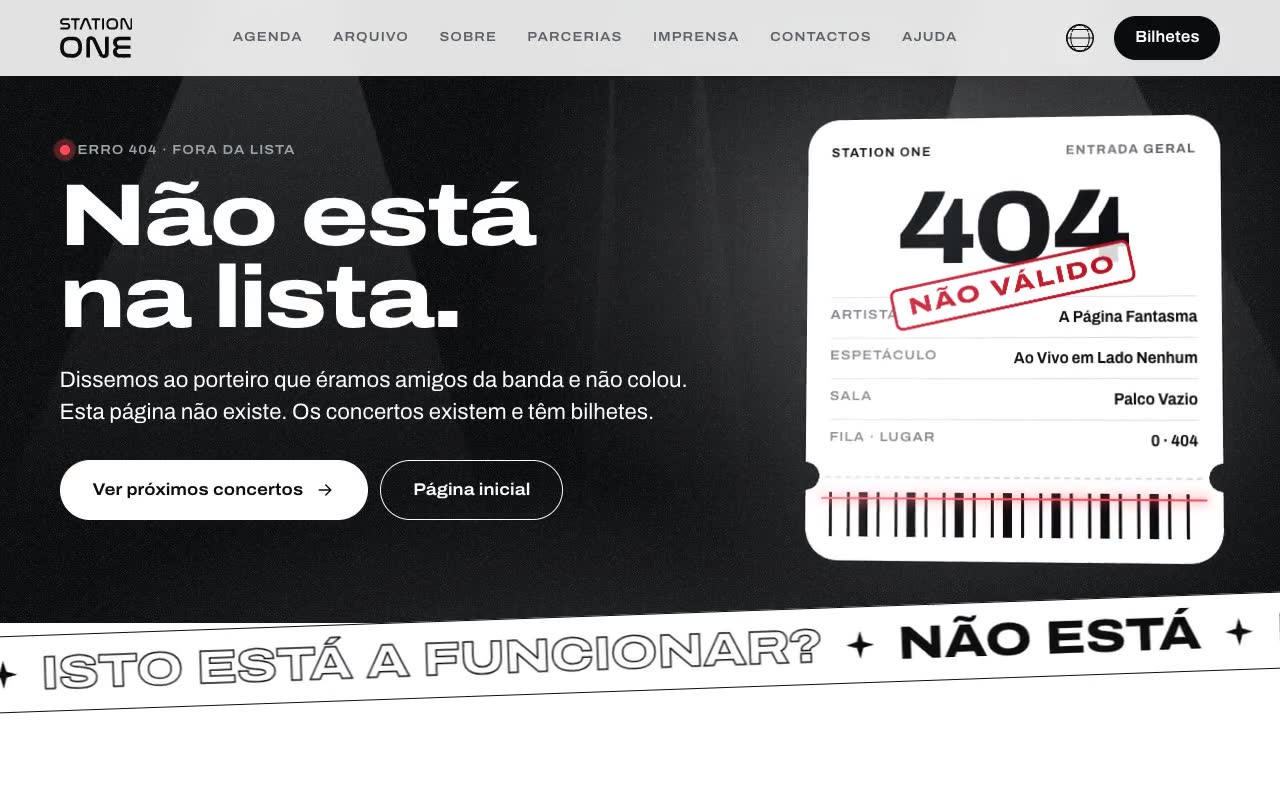 STATION
ONE
AGENDA
ARQUIVO
SOBRE
PARCERIAS
IMPRENSA
CONTACTOS
AJUDA
Bilhetes
ERRO 404 · FORA DA LISTA
Não está
na lista.
Dissemos ao porteiro que éramos amigos da banda e não colou.
Esta página não existe. Os concertos existem e têm bilhetes.
Ver próximos concertos →
Página inicial
STATION ONE
ENTRADA GERAL
404
NÃO VÁLIDO
ARTISTA
A Página Fantasma
ESPETÁCULO
Ao Vivo em Lado Nenhum
SALA
Palco Vazio
FILA · LUGAR
0 · 404
ISTO ESTÁ A FUNCIONAR? ✦ NÃO ESTÁ ✦